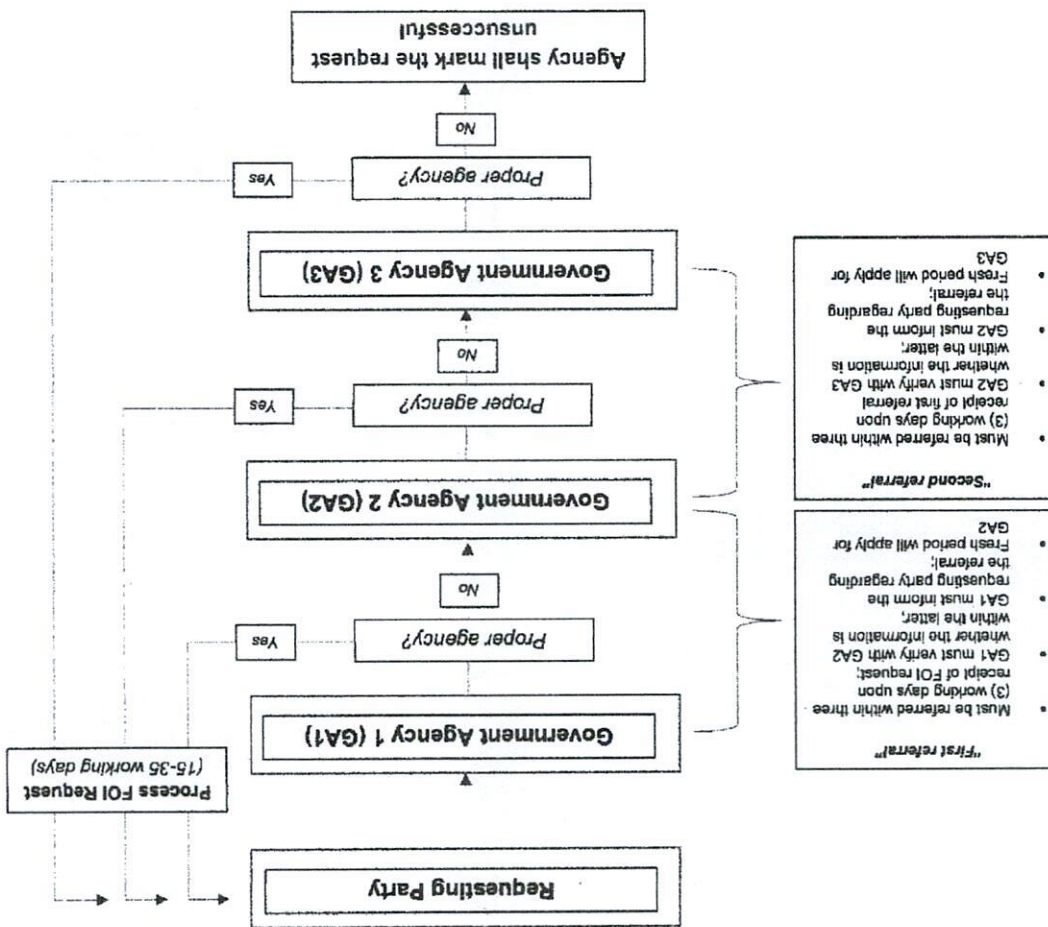 Requesting Party
Process FOI Request
(15-35 working days)
Government Agency 1 (GA1)
Proper agency?
Yes
No
Government Agency 2 (GA2)
Proper agency?
Yes
No
Government Agency 3 (GA3)
Proper agency?
Yes
No
Agency shall mark the request
unsuccessful
"First referral"
• Must be referred within three
(3) working days upon
receipt of FOI request;
• GA1 must verify with GA2
whether the information is
within the latter;
• GA1 must inform the
requesting party regarding
the referral;
• Fresh period will apply for
GA2
"Second referral"
• Must be referred within three
(3) working days upon
receipt of first referral
• GA2 must verify with GA3
whether the information is
within the latter;
• GA2 must inform the
requesting party regarding
the referral;
• Fresh period will apply for
GA3